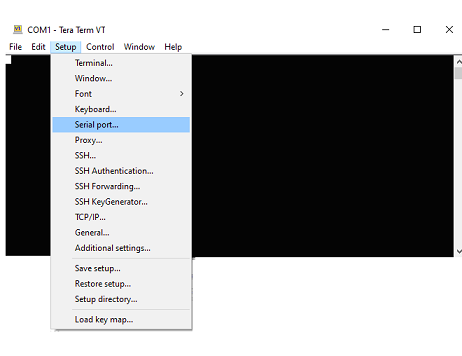 COM1 - Tera Term VT
File Edit Setup Control Window Help
Terminal...
Window...
Font
Keyboard...
Serial port...
Proxy...
SSH...
SSH Authentication...
SSH Forwarding...
SSH KeyGenerator...
TCP/IP...
General...
Additional settings...
Save setup...
Restore setup...
Setup directory...
Load key map...